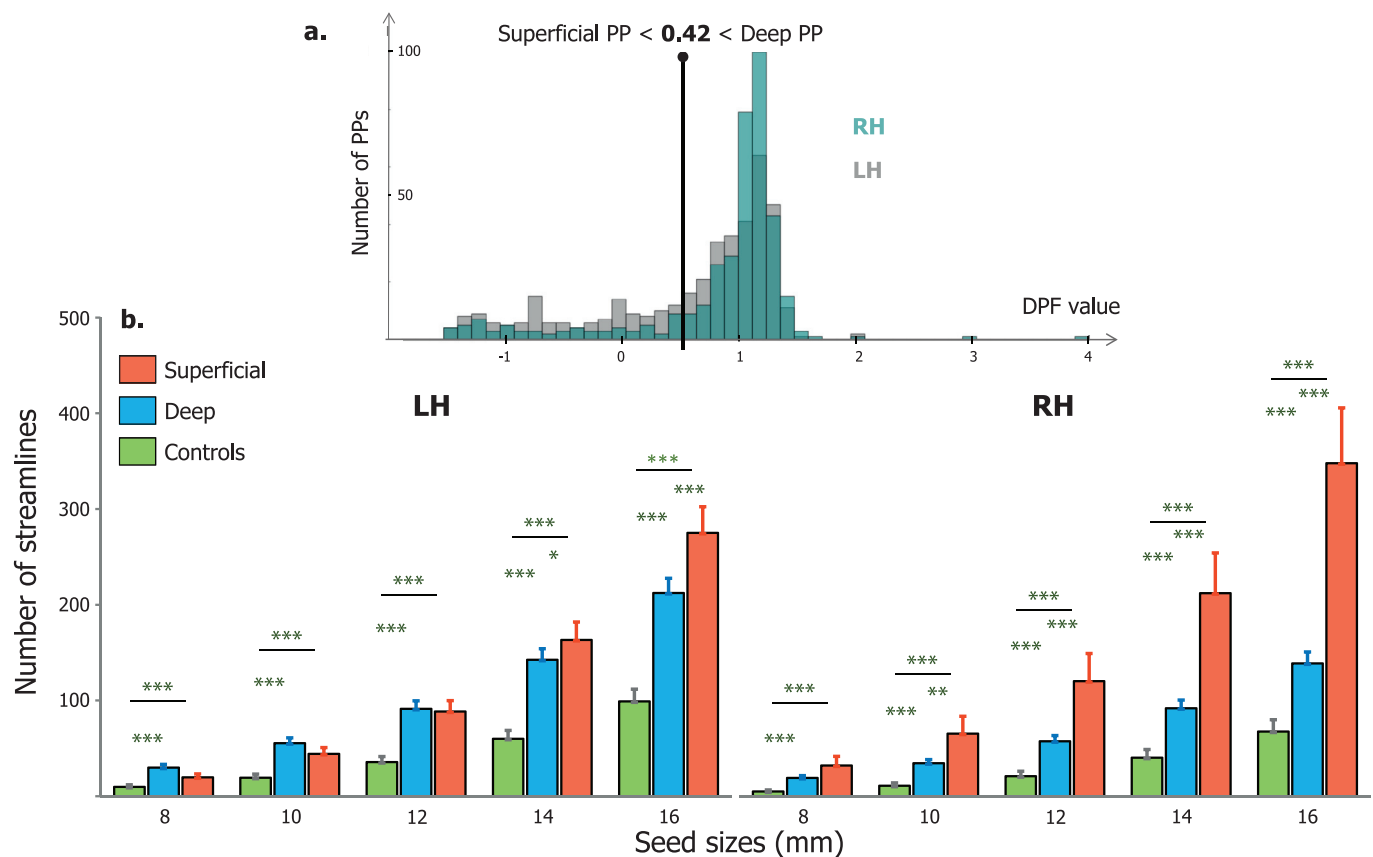 a.
Superficial PP < 0.42 < Deep PP
Number of PPs
100
50
RH
LH
DPF value
-1 0 1 2 3 4
b.
Number of streamlines
500
400
300
200
100
Superficial
Deep
Controls
LH
*** ***
*** ***
*** ***
*** * ***
*** *** ***
8 10 12 14 16
RH
*** ***
*** ** ***
*** *** ***
*** *** ***
*** *** ***
8 10 12 14 16
Seed sizes (mm)